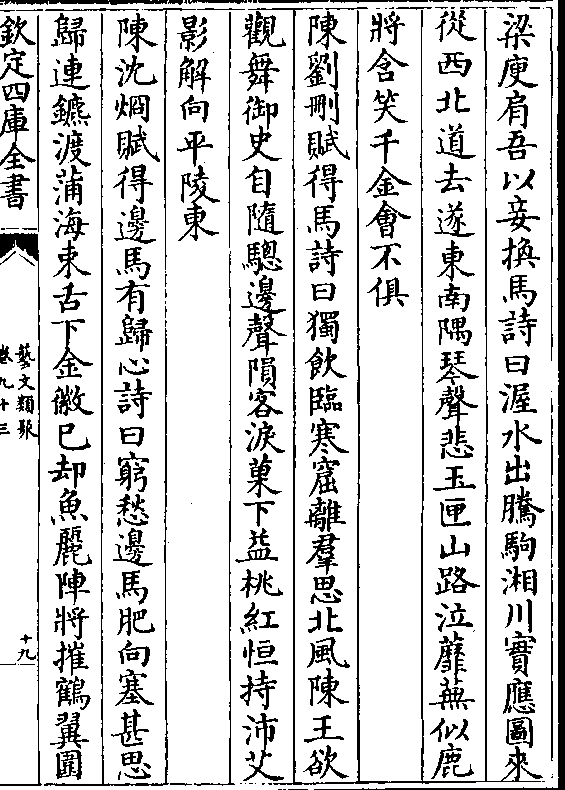 梁庾肩吾以妾換馬詩曰渥水出騰駒湘川實應圖來
從西北道去遂東南隅琴聲悲玉匣山路泣蘼蕪似鹿
將含笑千金會不俱
陳劉刪賦得馬詩曰獨飲臨寒窟離羣思北風陳王欲
觀舞御史自隨驄邊聲隕客淚菓下益桃紅恒持沛艾
影解向平陵東
陳沈烱賦得邊馬有歸心詩曰窮愁邊馬肥向塞甚思
歸連鑣渡蒲海束舌下金徽已却魚麗陣將摧鶴翼圍
欽定四庫全書
藝文類聚
卷九十三
十九